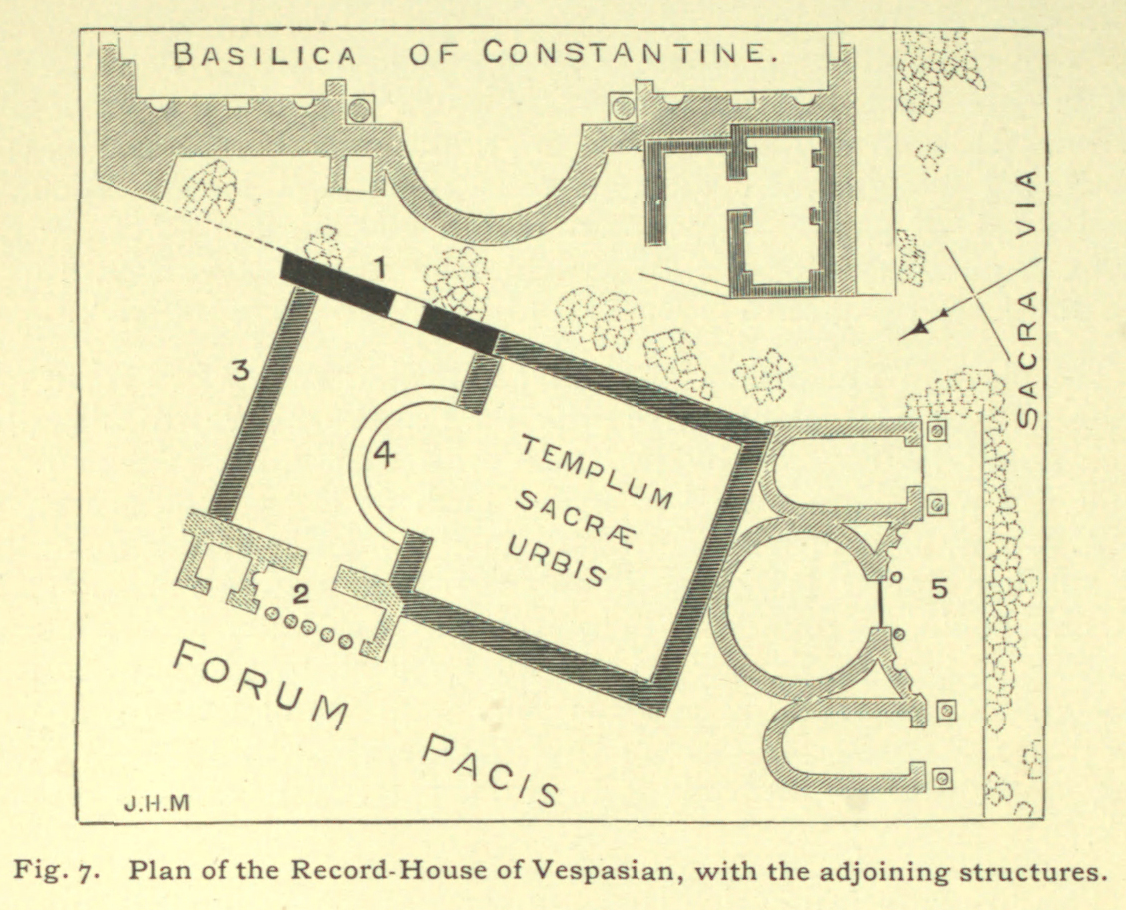 BASILICA OF CONSTANTINE.
SACRA VIA
1
3
4
TEMPLUM
SACRÆ
URBIS
2
5
FORUM PACIS
J.H.M
Fig. 7. Plan of the Record-House of Vespasian, with the adjoining structures.